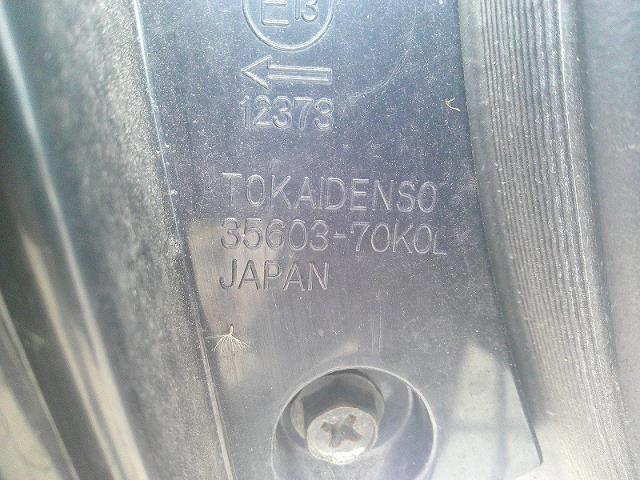 E13
12373
TOKAIDENSO
35603-70K0L
JAPAN